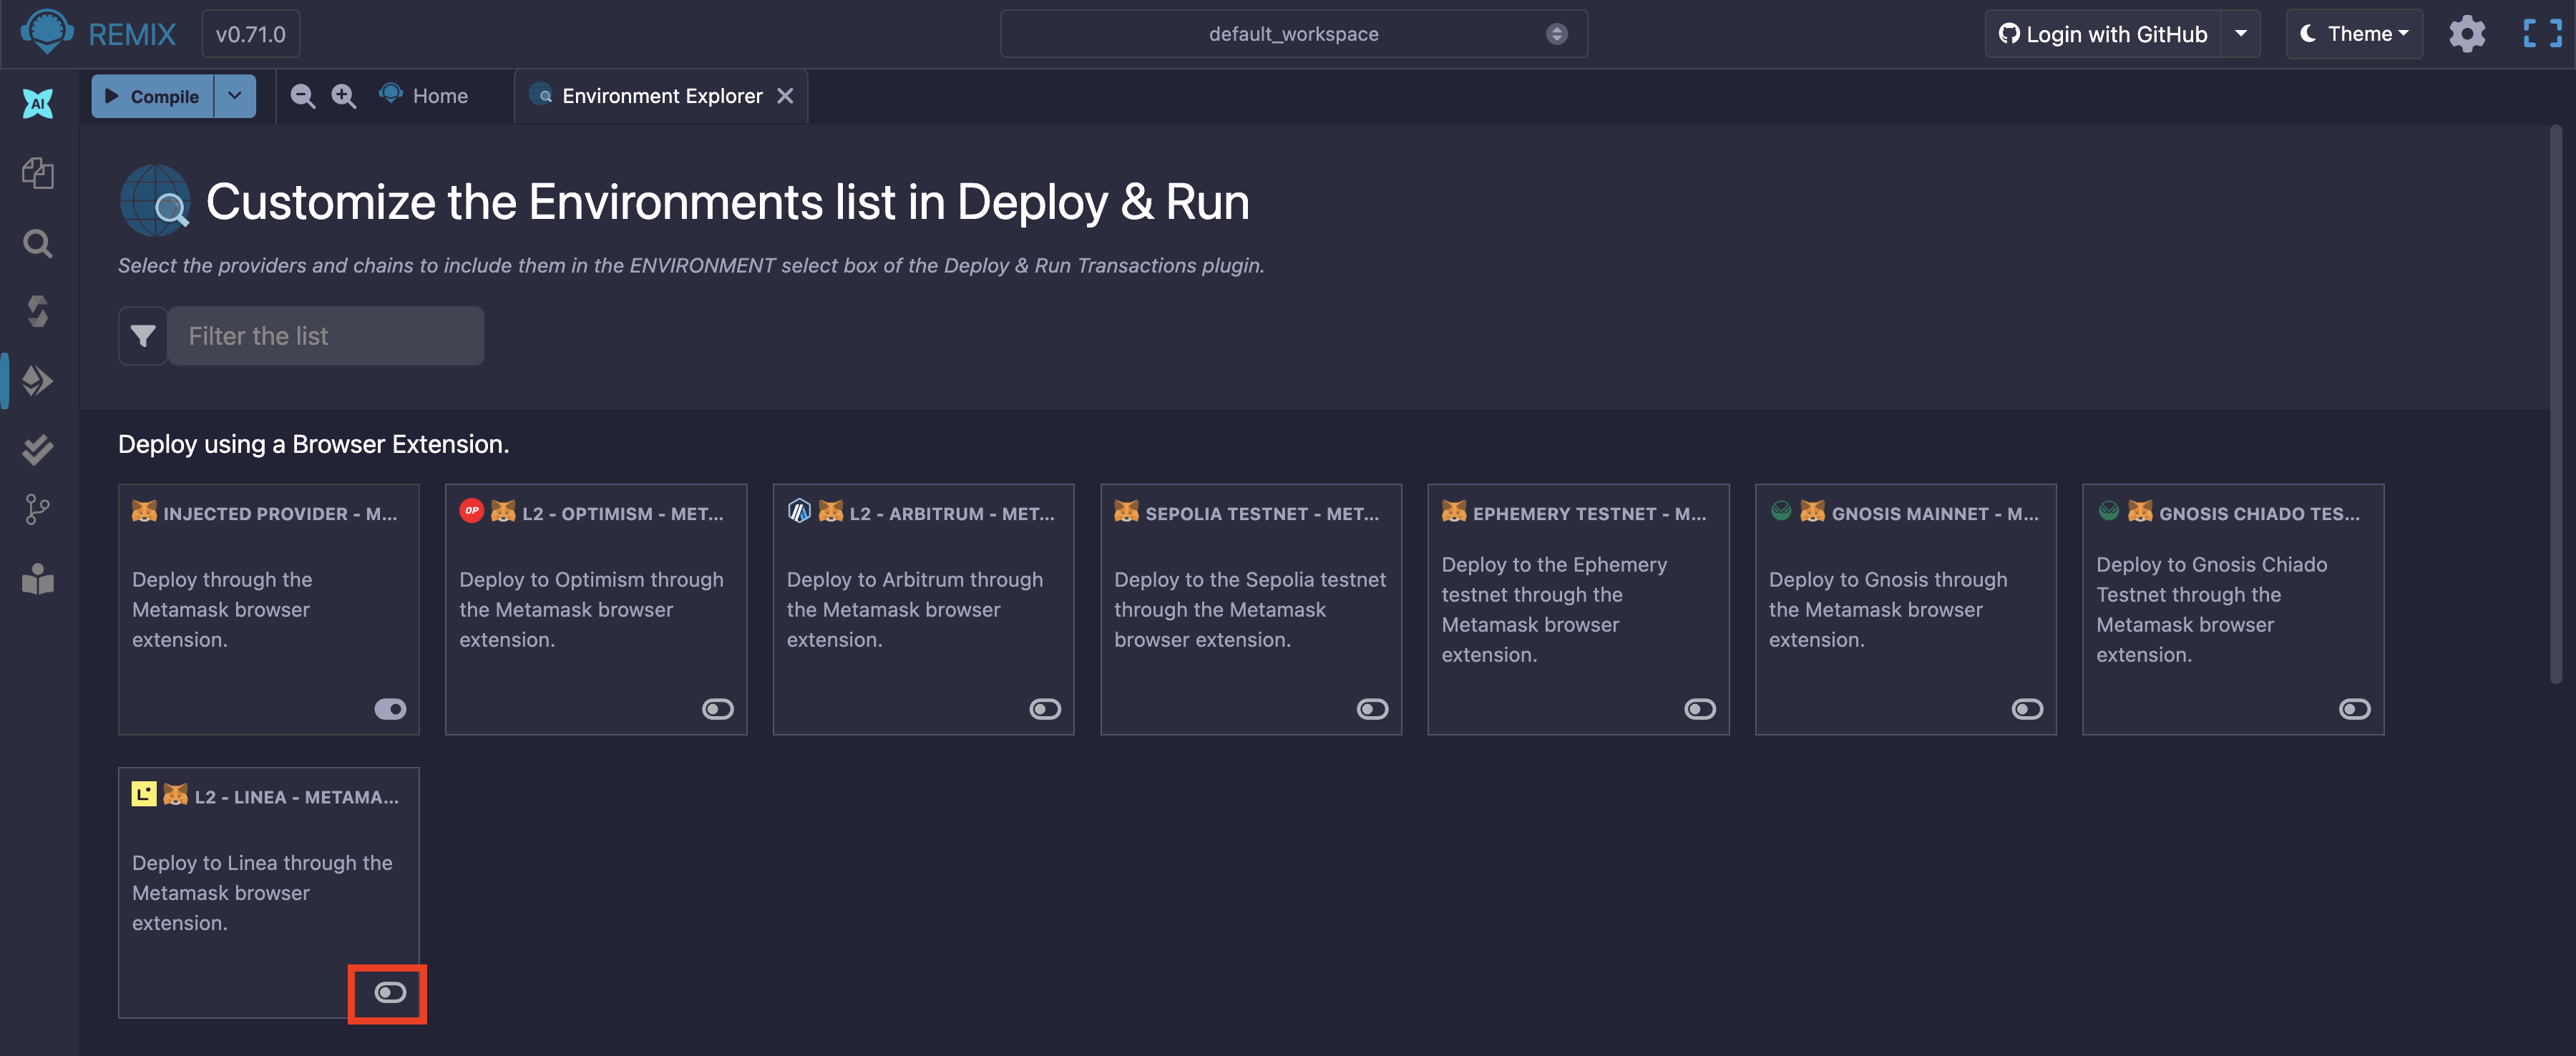 REMIX v0.71.0 default_workspace Login with GitHub Theme
AI Compile Home Environment Explorer
Customize the Environments list in Deploy & Run
Select the providers and chains to include them in the ENVIRONMENT select box of the Deploy & Run Transactions plugin.
Filter the list
Deploy using a Browser Extension.
INJECTED PROVIDER - M...
Deploy through the
Metamask browser
extension.
OP L2 - OPTIMISM - MET...
Deploy to Optimism through
the Metamask browser
extension.
L2 - ARBITRUM - MET...
Deploy to Arbitrum through
the Metamask browser
extension.
SEPOLIA TESTNET - MET...
Deploy to the Sepolia testnet
through the Metamask
browser extension.
EPHEMERY TESTNET - M...
Deploy to the Ephemery
testnet through the
Metamask browser
extension.
GNOSIS MAINNET - M...
Deploy to Gnosis through
the Metamask browser
extension.
GNOSIS CHIADO TES...
Deploy to Gnosis Chiado
Testnet through the
Metamask browser
extension.
L2 - LINEA - METAMA...
Deploy to Linea through the
Metamask browser
extension.